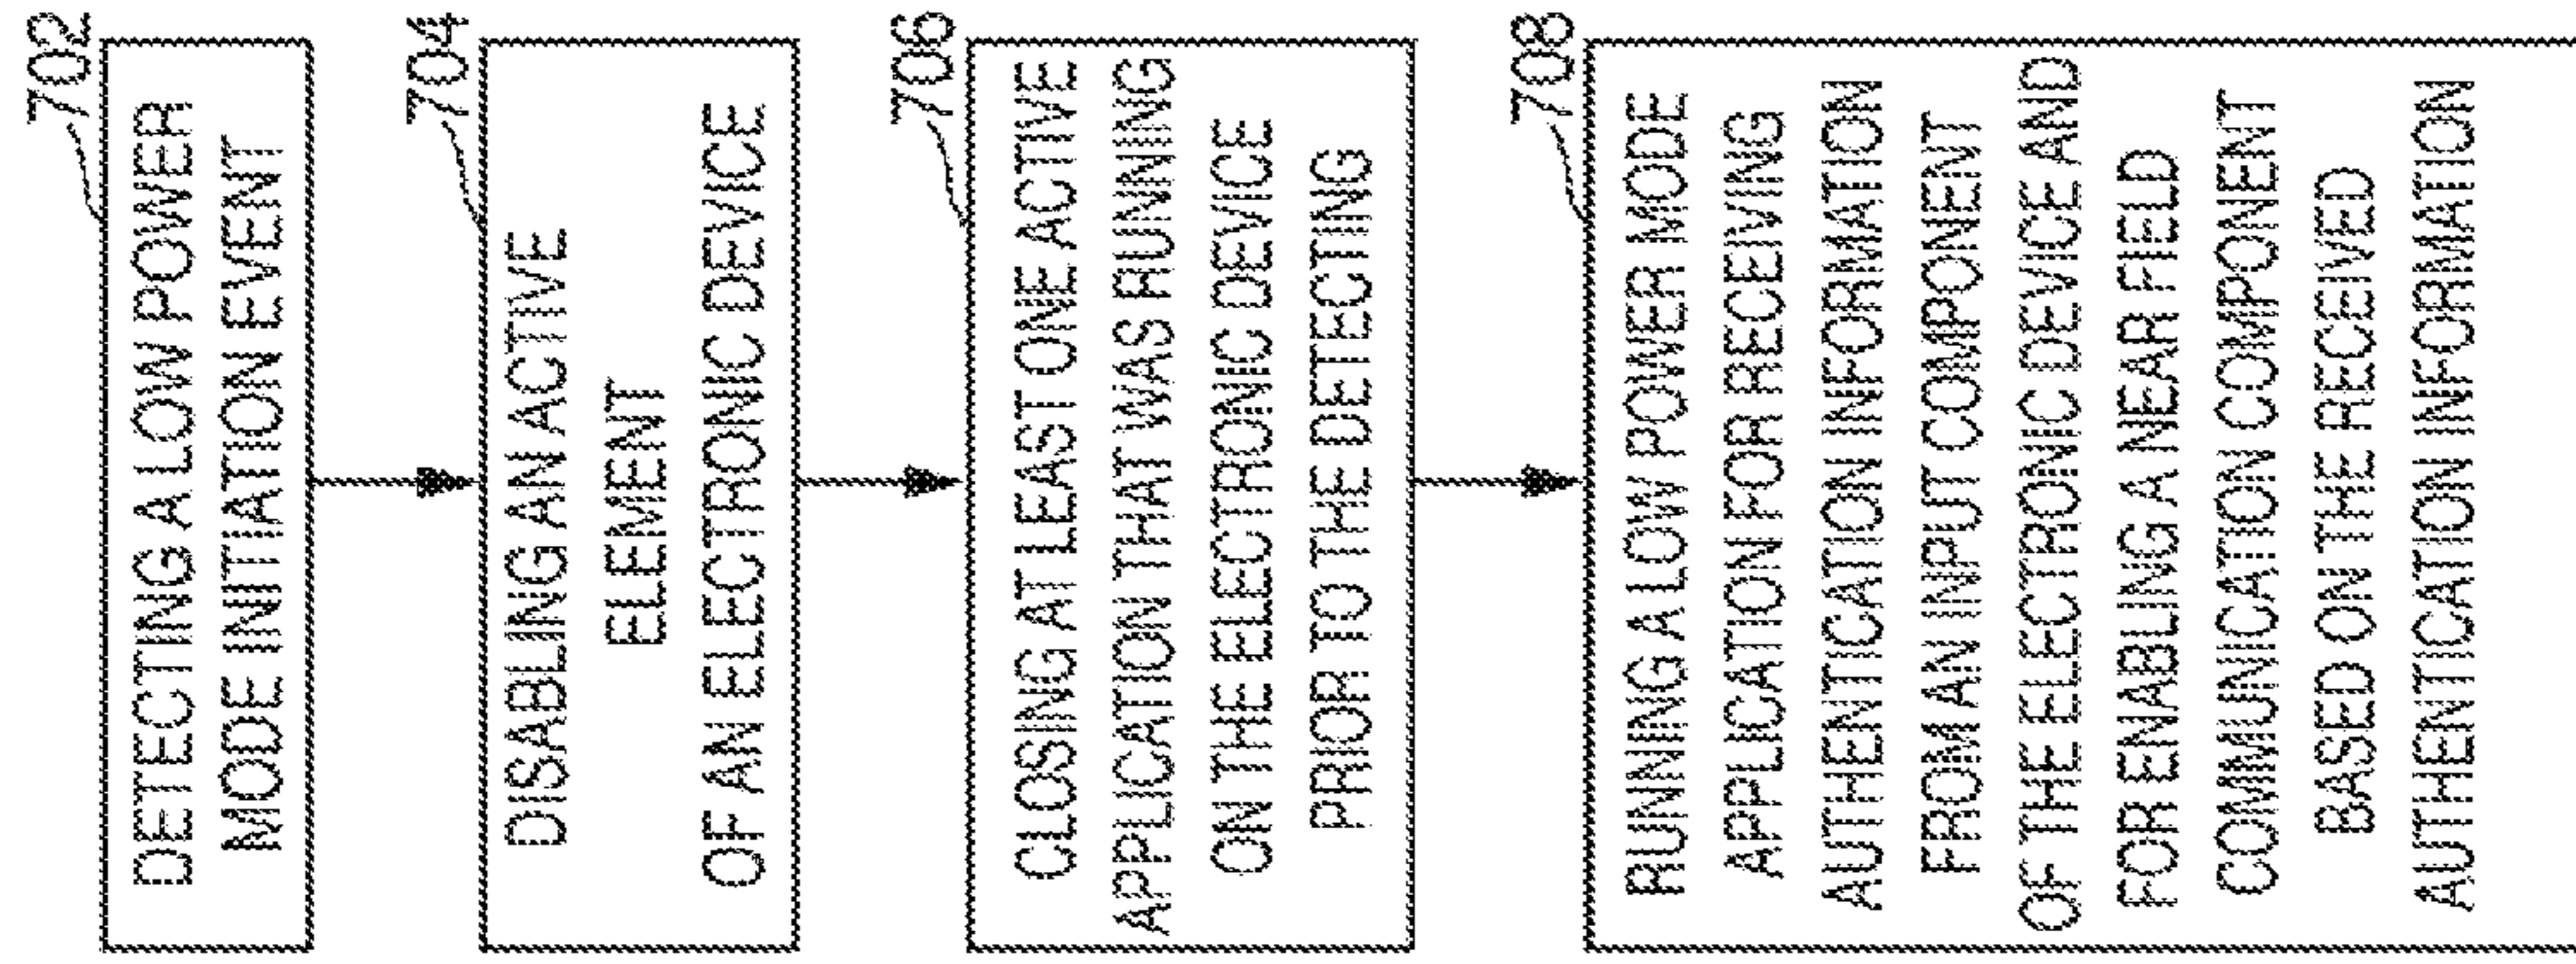 702
DETECTING A LOW POWER
MODE INITIATION EVENT
704
DISABLING AN ACTIVE
ELEMENT
OF AN ELECTRONIC DEVICE
706
CLOSING AT LEAST ONE ACTIVE
APPLICATION THAT WAS RUNNING
ON THE ELECTRONIC DEVICE
PRIOR TO THE DETECTING
708
RUNNING A LOW POWER MODE
APPLICATION FOR RECEIVING
AUTHENTICATION INFORMATION
FROM AN INPUT COMPONENT
OF THE ELECTRONIC DEVICE AND
FOR ENABLING A NEAR FIELD
COMMUNICATION COMPONENT
BASED ON THE RECEIVED
AUTHENTICATION INFORMATION